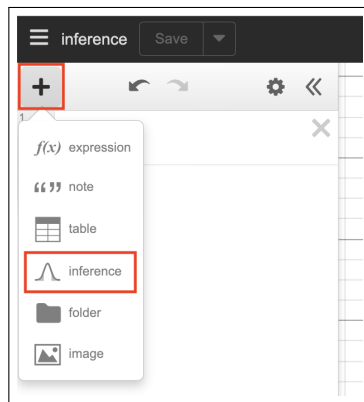 inference Save
1
f(x) expression
note
table
inference
folder
image